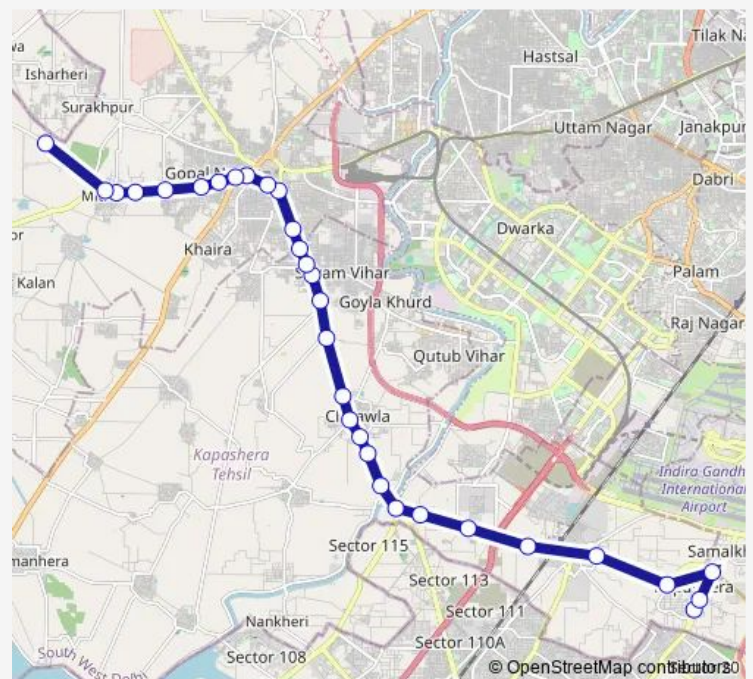 Tilak Na
Hastsal
Isharheri
Surakhpur
Uttam Nagar
Janakpur
Gopal N
Dabri
Dwarka
Khaira
Kalan
Palam
Goyla Khurd
Raj Nagar
Qutub Vihar
Kapashera
Tehsil
Indira Gandh
International
Airport
Sector 115
Samalkh
manhera
Sector 113
Sector 111
Nankheri
Sector 110A
Sector 108
South West Delhi
© OpenStreetMap contributors